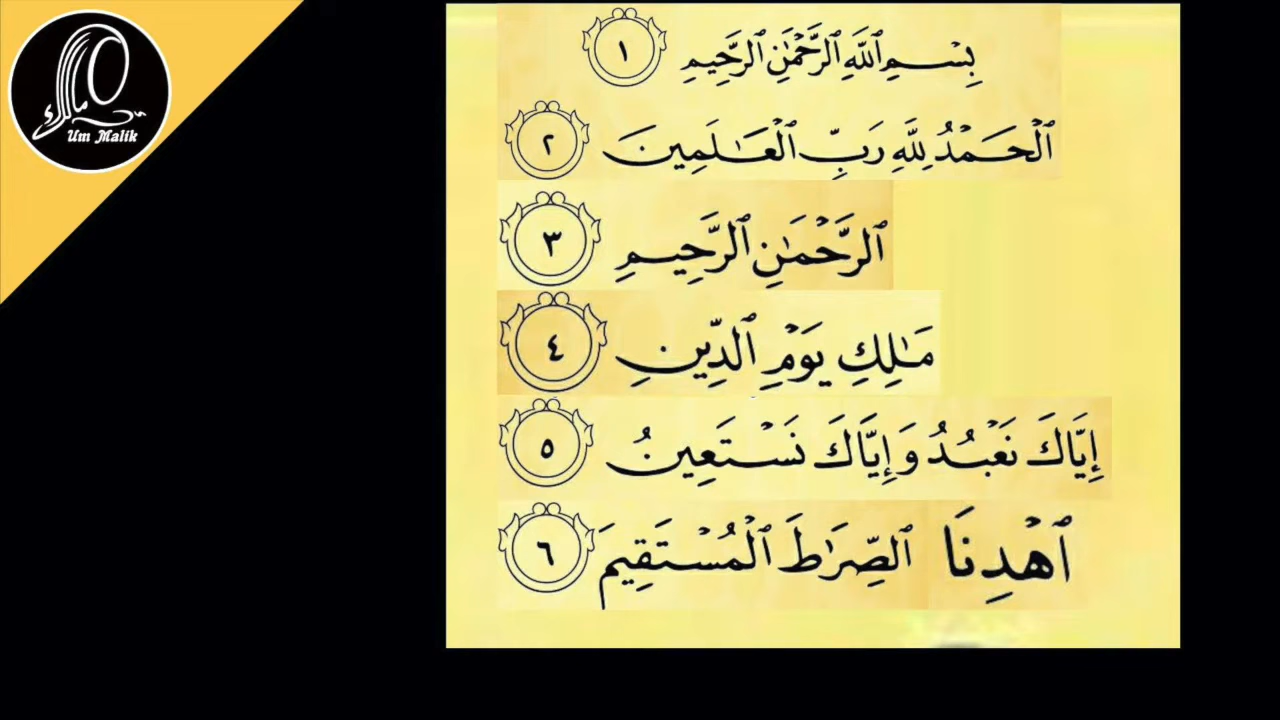 بِسْمِ ٱللَّهِ ٱلرَّحْمَٰنِ ٱلرَّحِيمِ ١
ٱلْحَمْدُ لِلَّهِ رَبِّ ٱلْعَٰلَمِينَ ٢
ٱلرَّحْمَٰنِ ٱلرَّحِيمِ ٣
مَٰلِكِ يَوْمِ ٱلدِّينِ ٤
إِيَّاكَ نَعْبُدُ وَإِيَّاكَ نَسْتَعِينُ ٥
ٱهْدِنَا ٱلصِّرَٰطَ ٱلْمُسْتَقِيمَ ٦
Um Malik